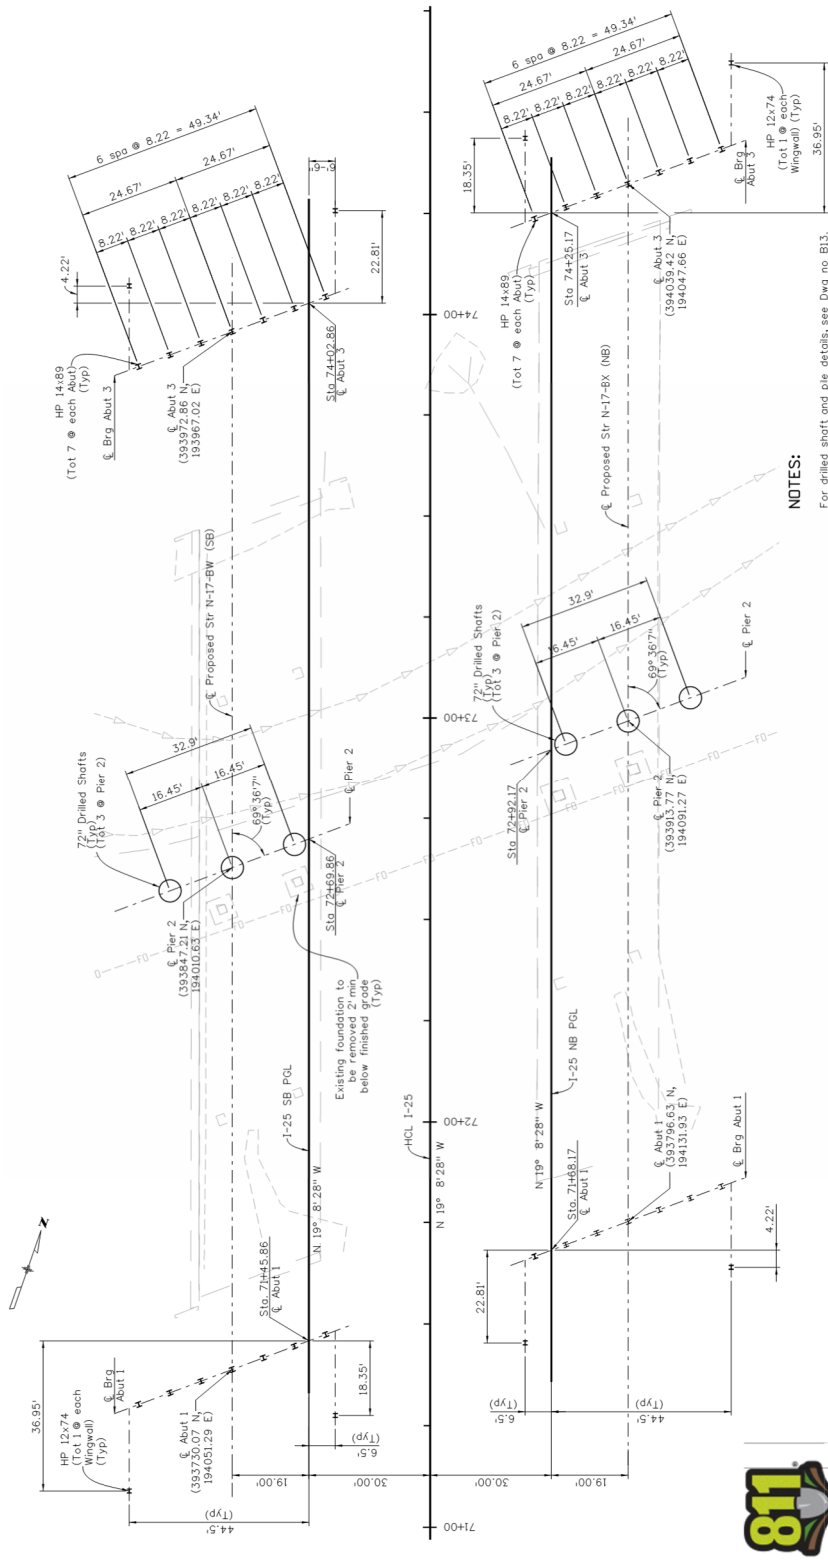 6 spa @ 8.22 = 49.34'
24.67'
24.67'
8.22'
8.22'
8.22'
8.22'
8.22'
8.22'
4.22'
HP 14x89
(Tot 7 @ each Abut)
(Typ)
℄ Brg Abut 3
℄ Abut 3
(393972.86 N,
193967.02 E)
6'-6"
22.81'
Sta 74+02.86
℄ Abut 3
℄ Proposed Str N-17-BW (SB)
72" Drilled Shafts
(Typ)
(Tot 3 @ Pier 2)
32.9'
16.45'
16.45'
69° 36'7"
(Typ)
℄ Pier 2
℄ Pier 2
(393847.21 N,
194010.63 E)
Sta 72+69.86
℄ Pier 2
FO
FO
FO
FO
Existing foundation to
be removed 2' min
below finished grade
(Typ)
I-25 SB PGL
N 19° 8'28" W
Sta. 71+45.86
℄ Abut 1
N
36.95'
℄ Brg
Abut 1
HP 12x74
(Tot 1 @ each
Wingwall)
(Typ)
℄ Abut 1
(393730.07 N,
194051.29 E)
18.35'
6.5'
(Typ)
19.00'
30.00'
44.5'
(Typ)
74+00
73+00
72+00
71+00
HCL I-25
N 19° 8'28" W
6 spa @ 8.22 = 49.34'
24.67'
24.67'
8.22'
8.22'
8.22'
8.22'
8.22'
8.22'
18.35'
HP 14x89
(Tot 7 @ each Abut)
(Typ)
Sta 74+25.17
℄ Abut 3
℄ Abut 3
(394039.42 N,
194047.66 E)
℄ Brg
Abut 3
HP 12x74
(Tot 1 @ each
Wingwall) (Typ)
36.95'
℄ Proposed Str N-17-BX (NB)
72" Drilled Shafts
(Typ)
(Tot 3 @ Pier 2)
32.9'
16.45'
16.45'
69° 36'7"
(Typ)
℄ Pier 2
Sta 72+92.17
℄ Pier 2
℄ Pier 2
(393913.77 N,
194091.27 E)
FO
FO
FO
I-25 NB PGL
N 19° 8'28" W
Sta. 71+68.17
℄ Abut 1
℄ Abut 1
(393796.63 N,
194131.93 E)
℄ Brg Abut 1
22.81'
4.22'
6.5'
(Typ)
44.5'
(Typ)
30.00'
19.00'
NOTES:
For drilled shaft and pile details, see Dwg no B13.
811